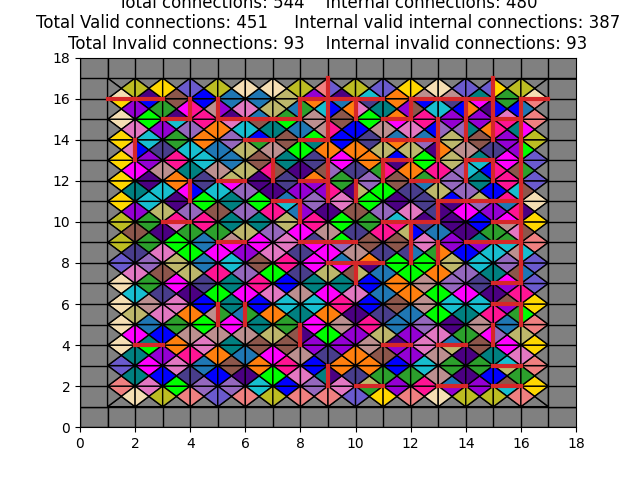 Total connections: 544    Internal connections: 480
Total Valid connections: 451     Internal valid internal connections: 387
Total Invalid connections: 93    Internal invalid connections: 93
18
16
14
12
10
8
6
4
2
0
0 2 4 6 8 10 12 14 16 18